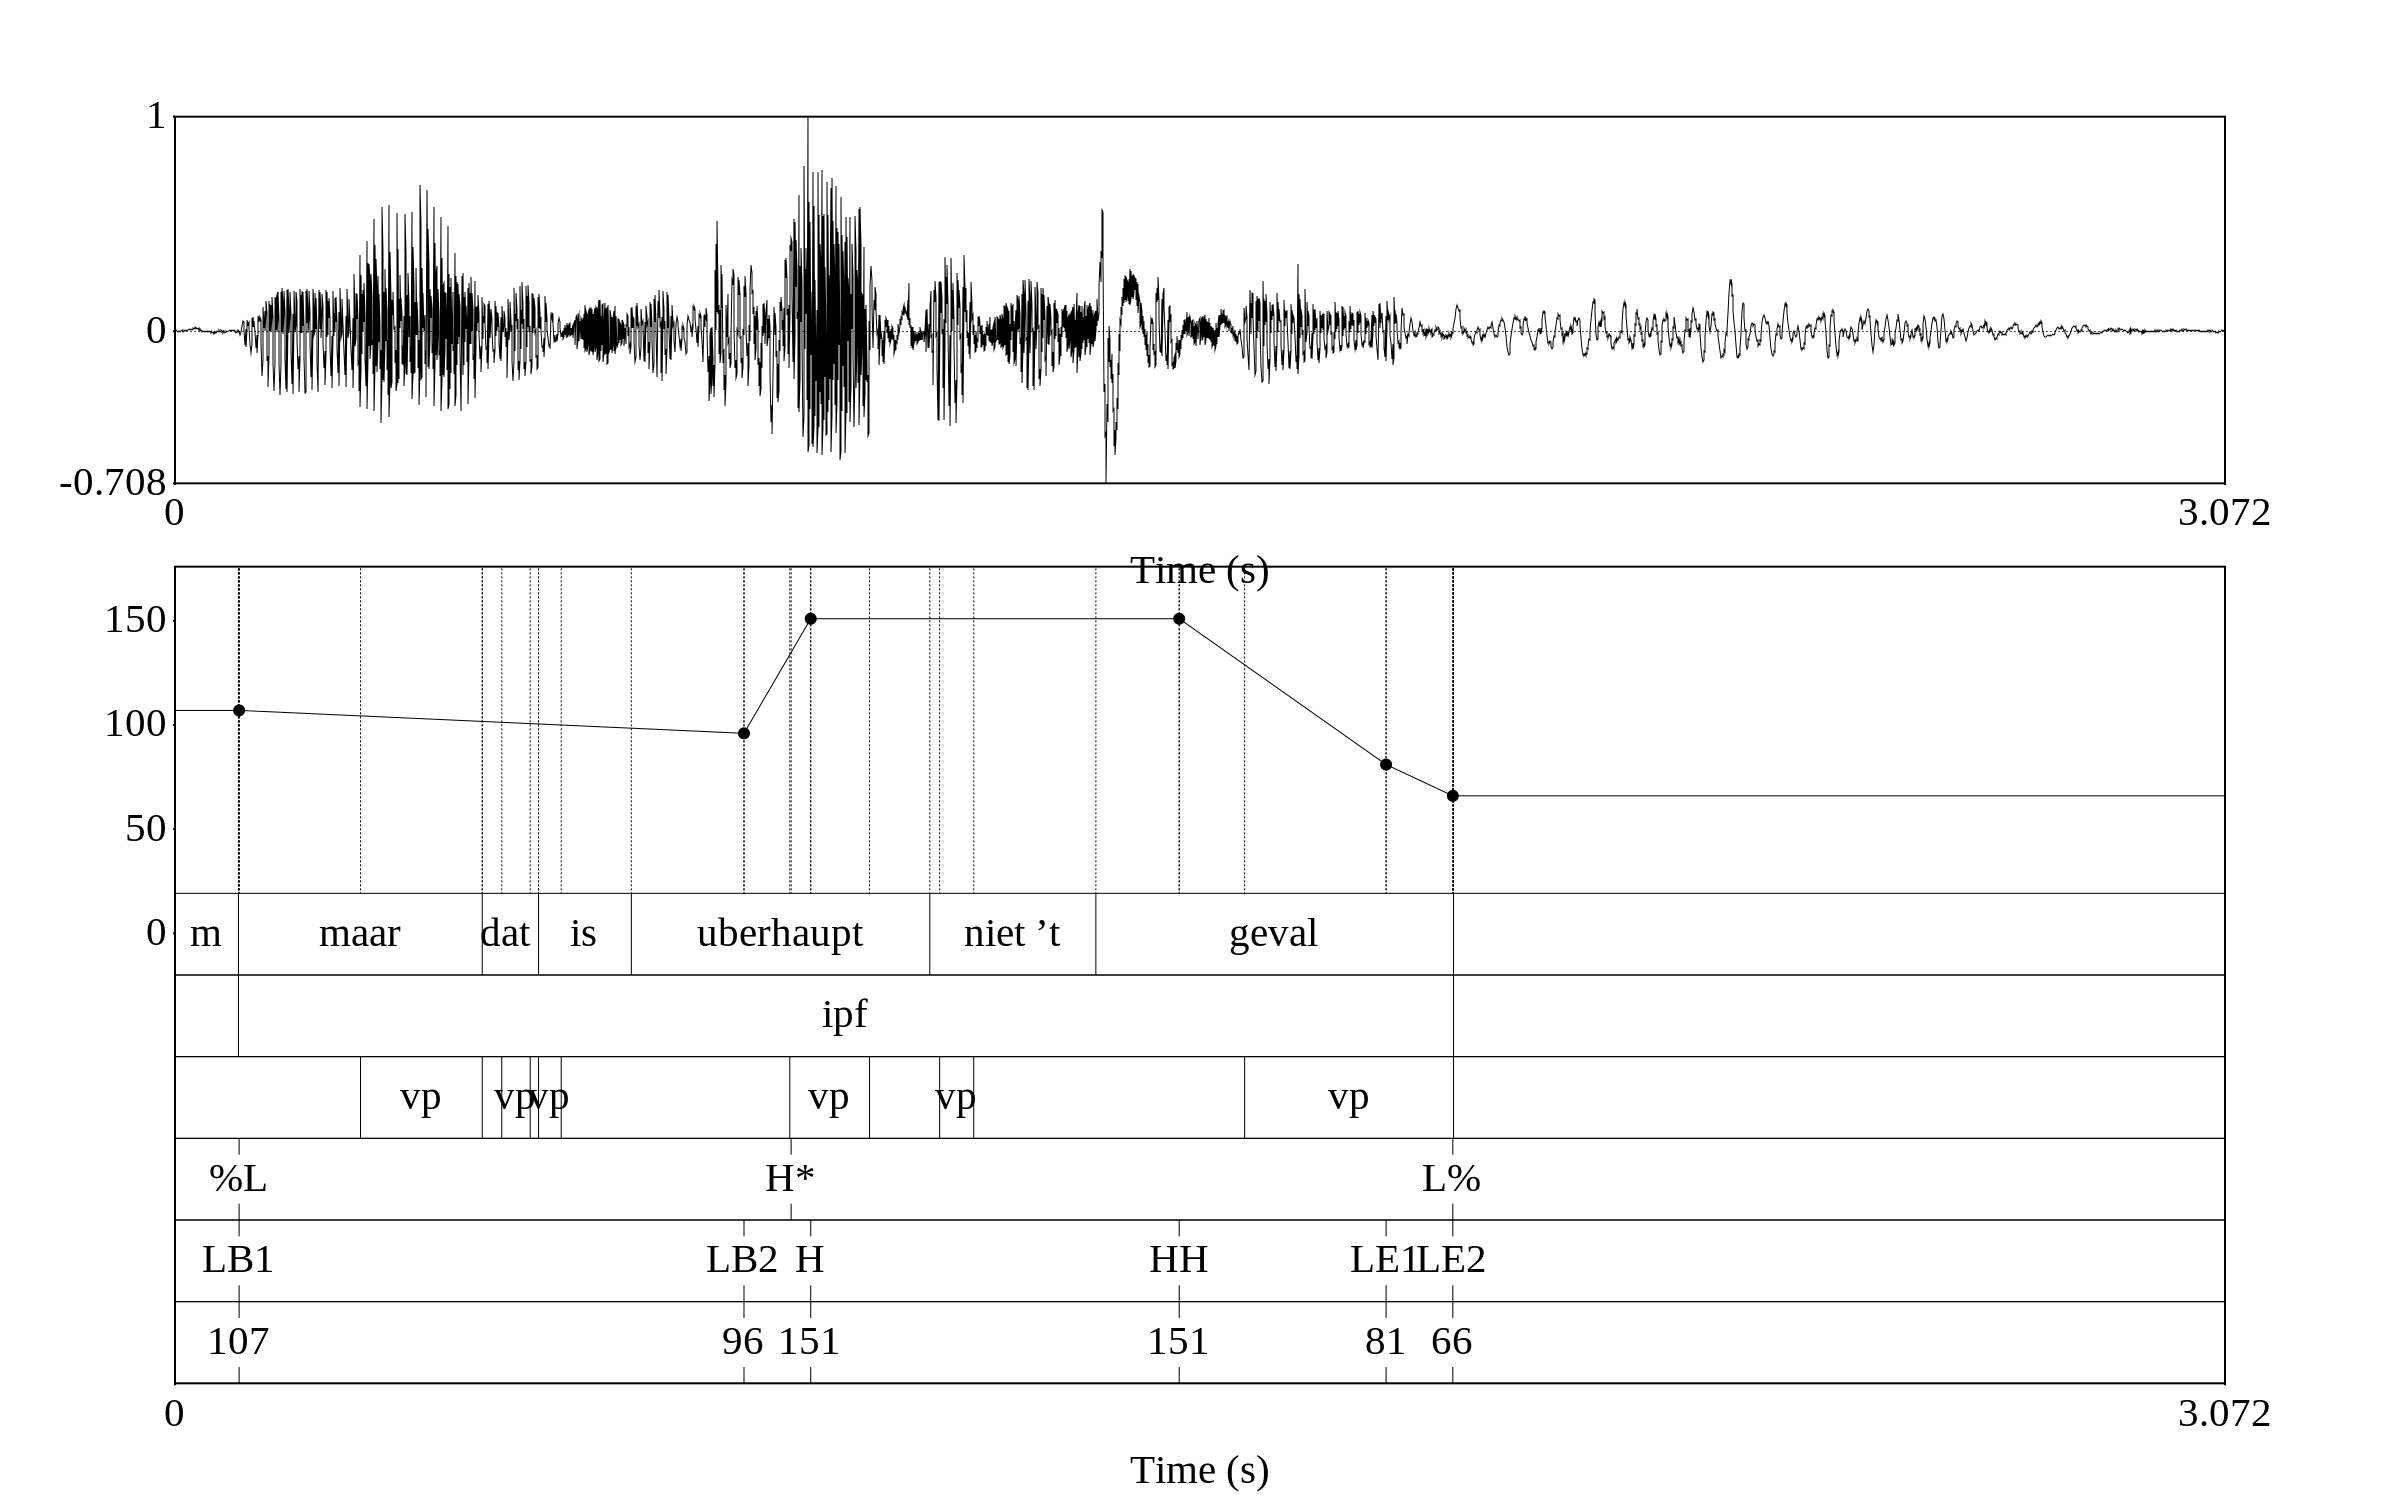 1
0
-0.708
0 3.072
Time (s)
150
100
50
0
m maar dat is uberhaupt niet ’t geval
ipf
vp vp vp vp vp vp
%L H* L%
LB1 LB2 H HH LE1 LE2
107 96 151 151 81 66
0 3.072
Time (s)